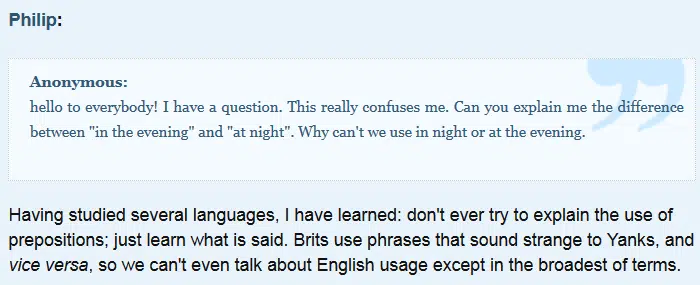 Philip:
Anonymous:
hello to everybody! I have a question. This really confuses me. Can you explain me the difference
between "in the evening" and "at night". Why can't we use in night or at the evening.
Having studied several languages, I have learned: don't ever try to explain the use of
prepositions; just learn what is said. Brits use phrases that sound strange to Yanks, and
vice versa, so we can't even talk about English usage except in the broadest of terms.